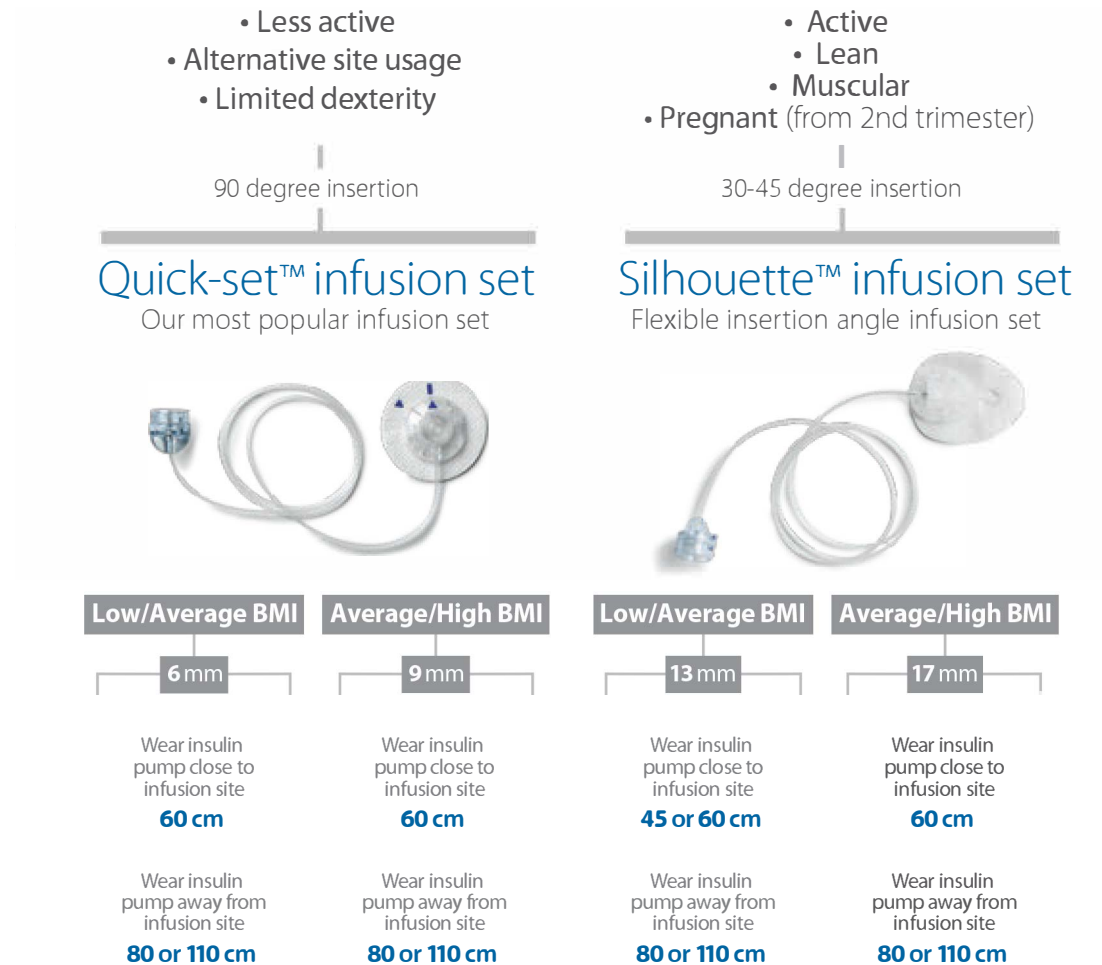 • Less active
• Alternative site usage
• Limited dexterity
90 degree insertion
Quick-set™ infusion set
Our most popular infusion set
• Active
• Lean
• Muscular
• Pregnant (from 2nd trimester)
30-45 degree insertion
Silhouette™ infusion set
Flexible insertion angle infusion set
Low/Average BMI
6 mm
Wear insulin
pump close to
infusion site
60 cm
Wear insulin
pump away from
infusion site
80 or 110 cm
Average/High BMI
9 mm
Wear insulin
pump close to
infusion site
60 cm
Wear insulin
pump away from
infusion site
80 or 110 cm
Low/Average BMI
13 mm
Wear insulin
pump close to
infusion site
45 or 60 cm
Wear insulin
pump away from
infusion site
80 or 110 cm
Average/High BMI
17 mm
Wear insulin
pump close to
infusion site
60 cm
Wear insulin
pump away from
infusion site
80 or 110 cm